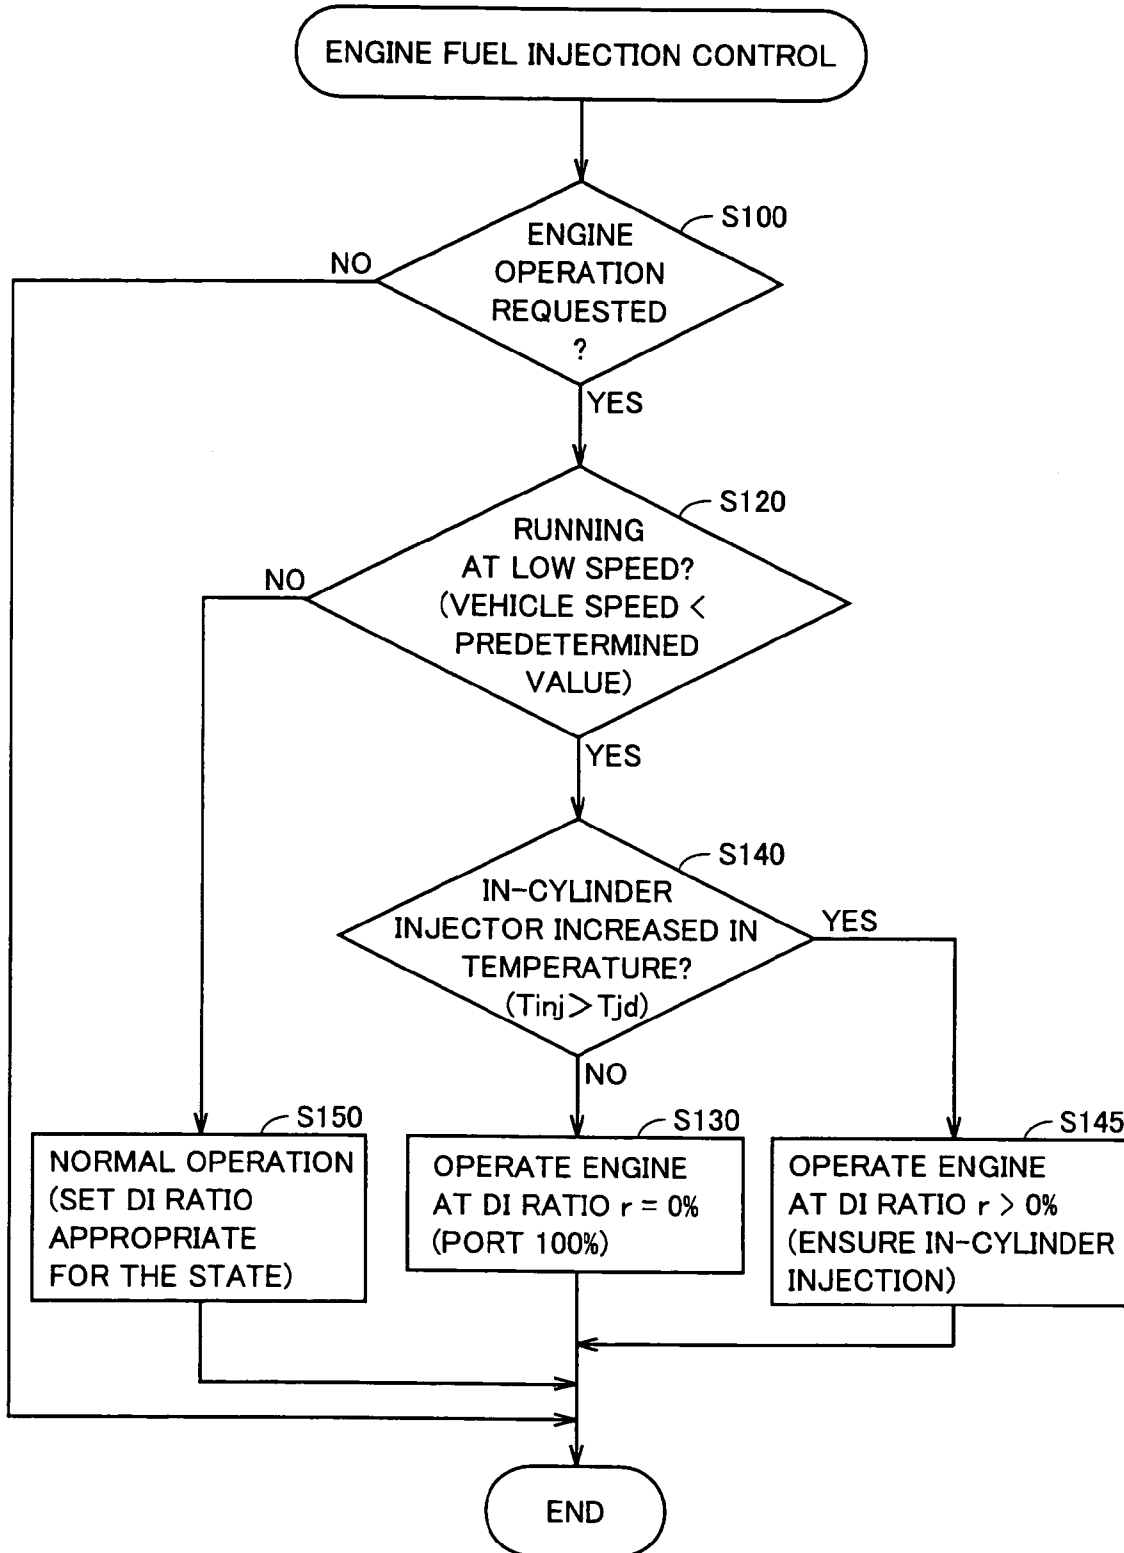 ENGINE FUEL INJECTION CONTROL
S100
ENGINE
OPERATION
REQUESTED
?
NO
YES
S120
RUNNING
AT LOW SPEED?
(VEHICLE SPEED <
PREDETERMINED
VALUE)
NO
YES
S140
IN-CYLINDER
INJECTOR INCREASED IN
TEMPERATURE?
(Tinj > Tjd)
YES
NO
S150
NORMAL OPERATION
(SET DI RATIO
APPROPRIATE
FOR THE STATE)
S130
OPERATE ENGINE
AT DI RATIO r = 0%
(PORT 100%)
S145
OPERATE ENGINE
AT DI RATIO r > 0%
(ENSURE IN-CYLINDER
INJECTION)
END